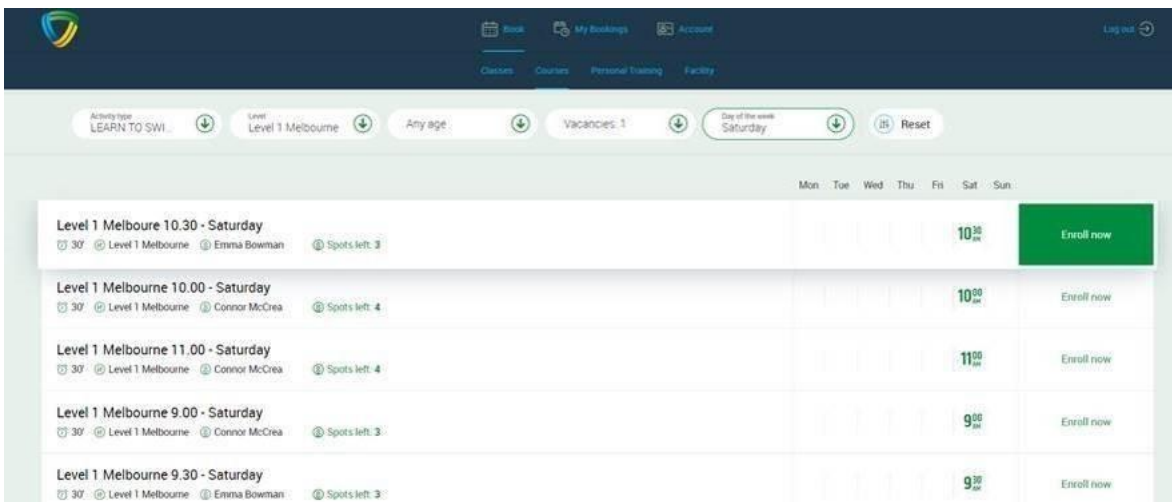 Book My Bookings Account Log out
Classes Courses Personal Training Facility
Activity type Level Day of the week
LEARN TO SWI... Level 1 Melbourne Any age Vacancies: 1 Saturday Reset
Mon Tue Wed Thu Fri Sat Sun
Level 1 Melboure 10.30 - Saturday
30' Level 1 Melbourne Emma Bowman Spots left: 3 10 30 AM Enroll now
Level 1 Melbourne 10.00 - Saturday
30' Level 1 Melbourne Connor McCrea Spots left: 4 10 00 AM Enroll now
Level 1 Melbourne 11.00 - Saturday
30' Level 1 Melbourne Connor McCrea Spots left: 4 11 00 AM Enroll now
Level 1 Melbourne 9.00 - Saturday
30' Level 1 Melbourne Connor McCrea Spots left: 3 9 00 AM Enroll now
Level 1 Melbourne 9.30 - Saturday
30' Level 1 Melbourne Emma Bowman Spots left: 3 9 30 AM Enroll now